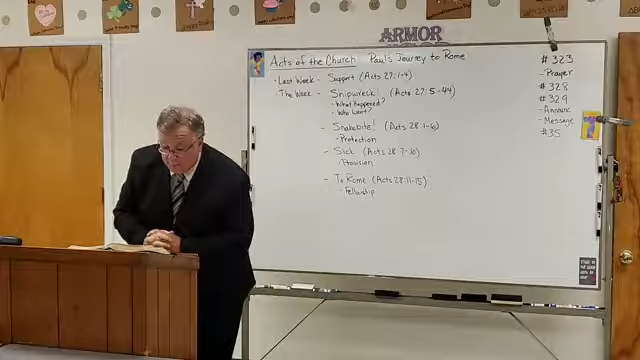 ARMOR
Acts of the Church Paul's Journey to Rome
- Last Week - Support (Acts 27:1-4)
- This Week - Shipwreck! (Acts 27:5-44)
- What Happened?
- Who Went?
- Snakebite! (Acts 28:1-6)
- Protection
- Sick (Acts 28:7-10)
- Provision
- To Rome (Acts 28:11-15)
- Fellowship
#323
- Prayer
#328
#329
- Announc
- Message
#35